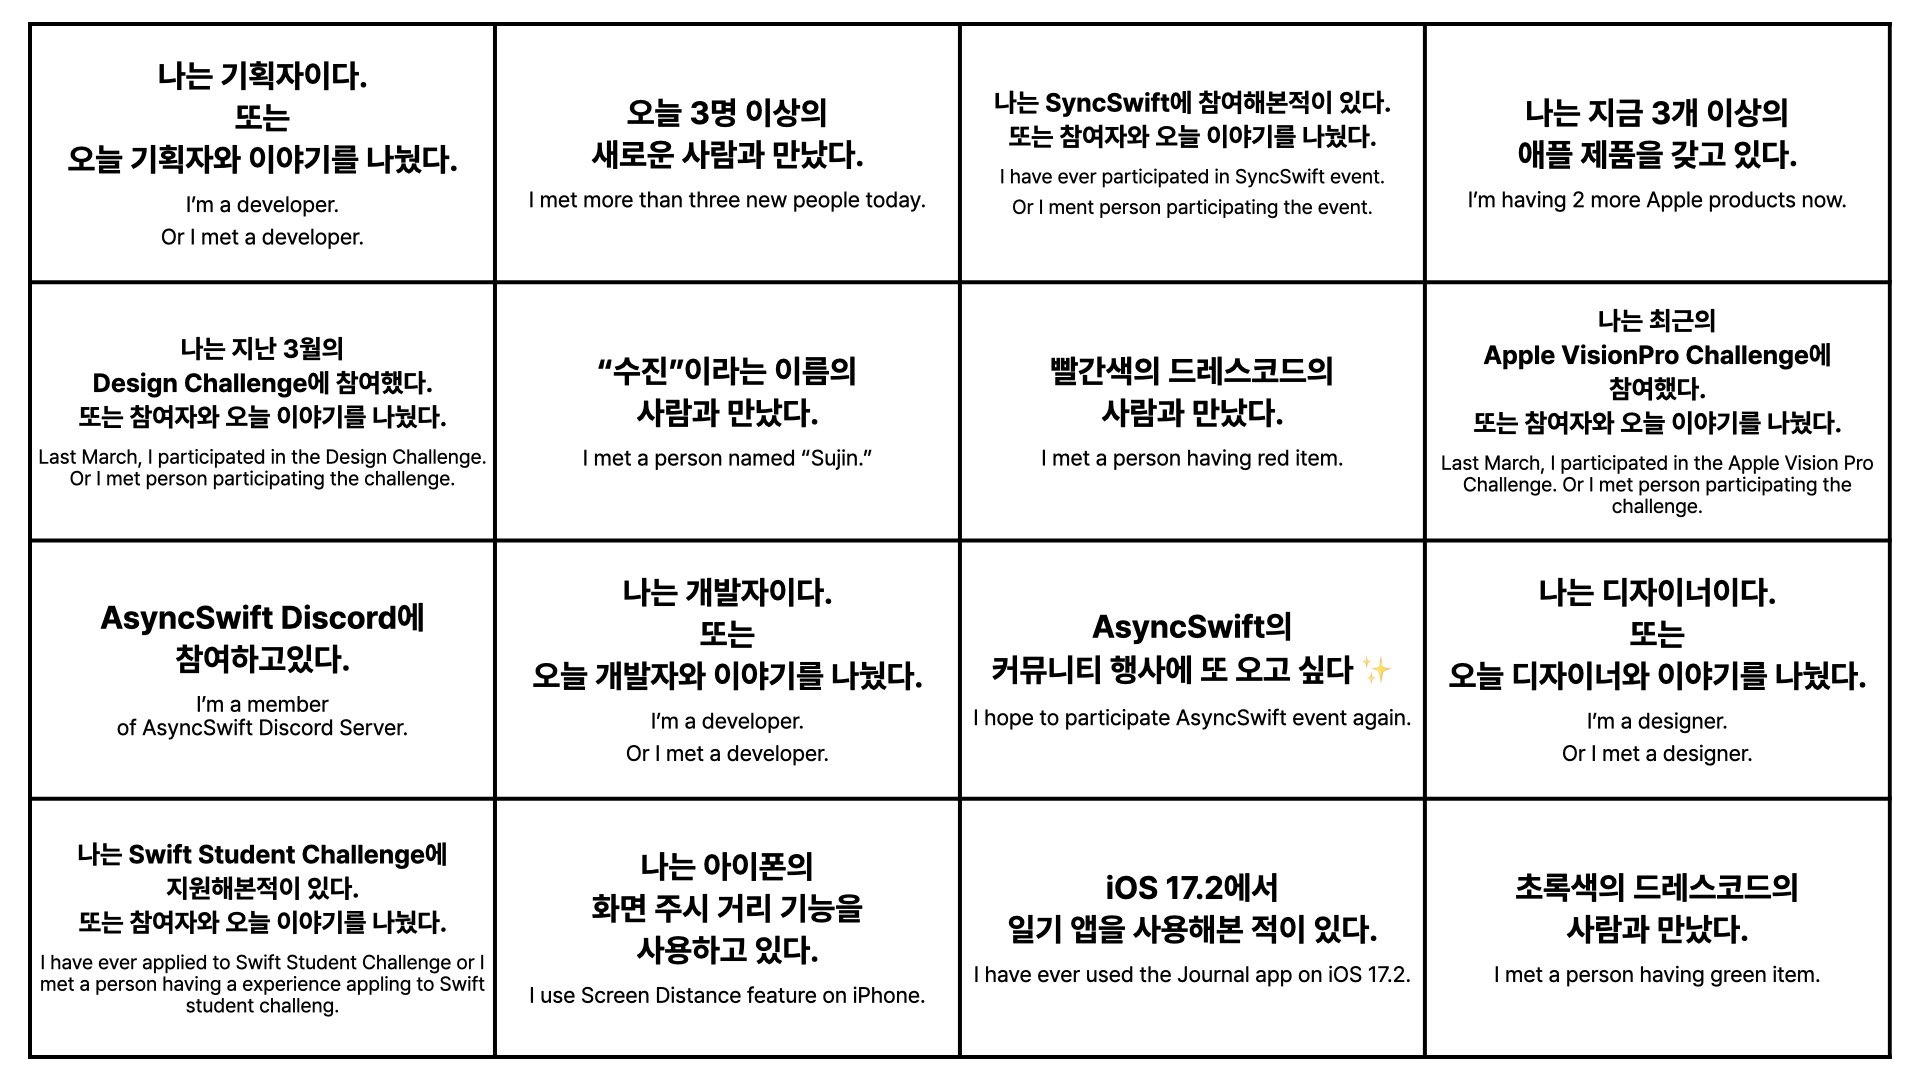 나는 기획자이다.
또는
오늘 기획자와 이야기를 나눴다.
I’m a developer.
Or I met a developer.
오늘 3명 이상의
새로운 사람과 만났다.
I met more than three new people today.
나는 SyncSwift에 참여해본적이 있다.
또는 참여자와 오늘 이야기를 나눴다.
I have ever participated in SyncSwift event.
Or I ment person participating the event.
나는 지금 3개 이상의
애플 제품을 갖고 있다.
I’m having 2 more Apple products now.
나는 지난 3월의
Design Challenge에 참여했다.
또는 참여자와 오늘 이야기를 나눴다.
Last March, I participated in the Design Challenge.
Or I met person participating the challenge.
“수진”이라는 이름의
사람과 만났다.
I met a person named “Sujin.”
빨간색의 드레스코드의
사람과 만났다.
I met a person having red item.
나는 최근의
Apple VisionPro Challenge에
참여했다.
또는 참여자와 오늘 이야기를 나눴다.
Last March, I participated in the Apple Vision Pro
Challenge. Or I met person participating the
challenge.
AsyncSwift Discord에
참여하고있다.
I’m a member
of AsyncSwift Discord Server.
나는 개발자이다.
또는
오늘 개발자와 이야기를 나눴다.
I’m a developer.
Or I met a developer.
AsyncSwift의
커뮤니티 행사에 또 오고 싶다 ✨
I hope to participate AsyncSwift event again.
나는 디자이너이다.
또는
오늘 디자이너와 이야기를 나눴다.
I’m a designer.
Or I met a designer.
나는 Swift Student Challenge에
지원해본적이 있다.
또는 참여자와 오늘 이야기를 나눴다.
I have ever applied to Swift Student Challenge or I
met a person having a experience appling to Swift
student challeng.
나는 아이폰의
화면 주시 거리 기능을
사용하고 있다.
I use Screen Distance feature on iPhone.
iOS 17.2에서
일기 앱을 사용해본 적이 있다.
I have ever used the Journal app on iOS 17.2.
초록색의 드레스코드의
사람과 만났다.
I met a person having green item.